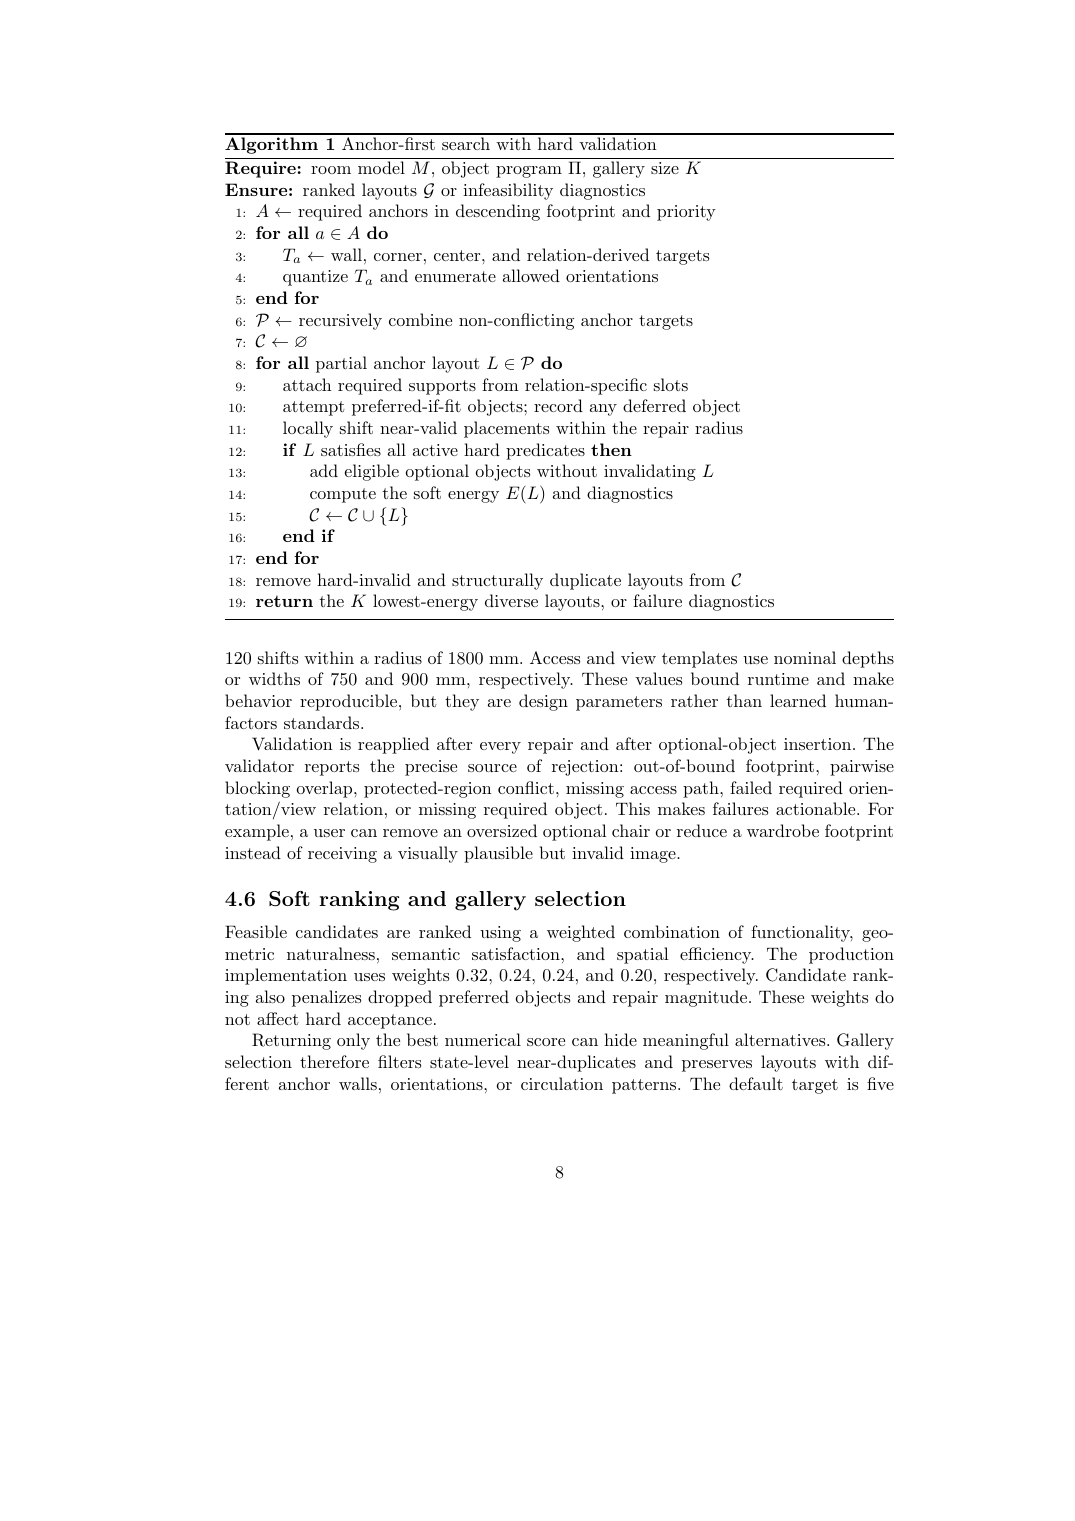 Algorithm 1 Anchor-first search with hard validation
Require: room model M, object program Π, gallery size K
Ensure: ranked layouts 𝒢 or infeasibility diagnostics
1: A ← required anchors in descending footprint and priority
2: for all a ∈ A do
3: Tₐ ← wall, corner, center, and relation-derived targets
4: quantize Tₐ and enumerate allowed orientations
5: end for
6: 𝒫 ← recursively combine non-conflicting anchor targets
7: 𝒞 ← ∅
8: for all partial anchor layout L ∈ 𝒫 do
9: attach required supports from relation-specific slots
10: attempt preferred-if-fit objects; record any deferred object
11: locally shift near-valid placements within the repair radius
12: if L satisfies all active hard predicates then
13: add eligible optional objects without invalidating L
14: compute the soft energy E(L) and diagnostics
15: 𝒞 ← 𝒞 ∪ {L}
16: end if
17: end for
18: remove hard-invalid and structurally duplicate layouts from 𝒞
19: return the K lowest-energy diverse layouts, or failure diagnostics
120 shifts within a radius of 1800 mm. Access and view templates use nominal depths
or widths of 750 and 900 mm, respectively. These values bound runtime and make
behavior reproducible, but they are design parameters rather than learned human-
factors standards.
Validation is reapplied after every repair and after optional-object insertion. The
validator reports the precise source of rejection: out-of-bound footprint, pairwise
blocking overlap, protected-region conflict, missing access path, failed required orien-
tation/view relation, or missing required object. This makes failures actionable. For
example, a user can remove an oversized optional chair or reduce a wardrobe footprint
instead of receiving a visually plausible but invalid image.
4.6 Soft ranking and gallery selection
Feasible candidates are ranked using a weighted combination of functionality, geo-
metric naturalness, semantic satisfaction, and spatial efficiency. The production
implementation uses weights 0.32, 0.24, 0.24, and 0.20, respectively. Candidate rank-
ing also penalizes dropped preferred objects and repair magnitude. These weights do
not affect hard acceptance.
Returning only the best numerical score can hide meaningful alternatives. Gallery
selection therefore filters state-level near-duplicates and preserves layouts with dif-
ferent anchor walls, orientations, or circulation patterns. The default target is five
8